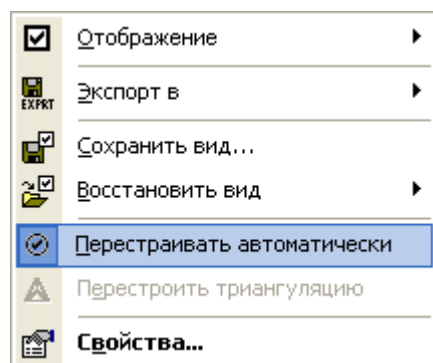 Отображение
EXPRT
Экспорт в
Сохранить вид...
Восстановить вид
Перестраивать автоматически
Перестроить триангуляцию
Свойства...